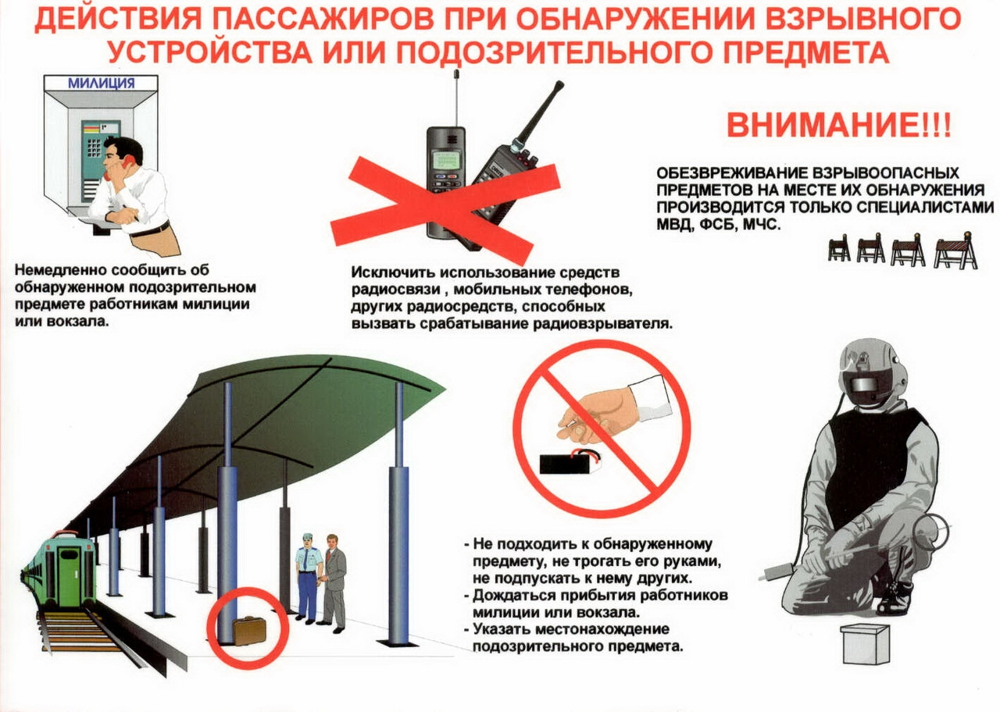 ДЕЙСТВИЯ ПАССАЖИРОВ ПРИ ОБНАРУЖЕНИИ ВЗРЫВНОГО
УСТРОЙСТВА ИЛИ ПОДОЗРИТЕЛЬНОГО ПРЕДМЕТА
МИЛИЦИЯ
Немедленно сообщить об
обнаруженном подозрительном
предмете работникам милиции
или вокзала.
Исключить использование средств
радиосвязи , мобильных телефонов,
других радиосредств, способных
вызвать срабатывание радиовзрывателя.
ВНИМАНИЕ!!!
ОБЕЗВРЕЖИВАНИЕ ВЗРЫВООПАСНЫХ
ПРЕДМЕТОВ НА МЕСТЕ ИХ ОБНАРУЖЕНИЯ
ПРОИЗВОДИТСЯ ТОЛЬКО СПЕЦИАЛИСТАМИ
МВД, ФСБ, МЧС.
- Не подходить к обнаруженному
предмету, не трогать его руками,
не подпускать к нему других.
- Дождаться прибытия работников
милиции или вокзала.
- Указать местонахождение
подозрительного предмета.